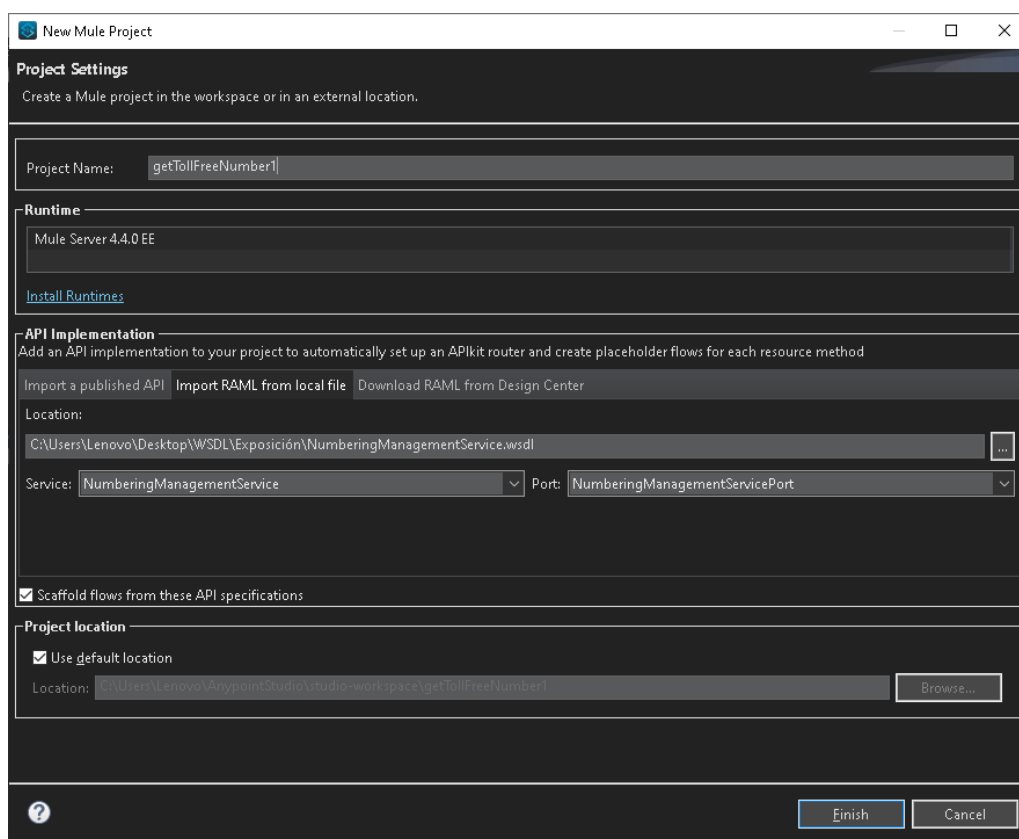 New Mule Project
Project Settings
Create a Mule project in the workspace or in an external location.
Project Name: getTollFreeNumber1
Runtime
Mule Server 4.4.0 EE
Install Runtimes
API Implementation
Add an API implementation to your project to automatically set up an APIkit router and create placeholder flows for each resource method
Import a published API Import RAML from local file Download RAML from Design Center
Location:
C:\Users\Lenovo\Desktop\WSDL\Exposición\NumberingManagementService.wsdl ...
Service: NumberingManagementService Port: NumberingManagementServicePort
Scaffold flows from these API specifications
Project location
Use default location
Location: C:\Users\Lenovo\AnypointStudio\studio-workspace\getTollFreeNumber1 Browse...
? Finish Cancel